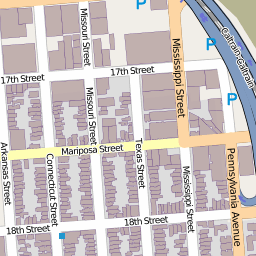 Missouri Street
P
Mississippi Street
P
Caltrain Caltrain
17th Street
17th Street
P
Missouri Street
Mariposa Street
Texas Street
Arkansas Street
Connecticut Street
Mississippi Street
Pennsylvania Avenue
18th Street
18th Street